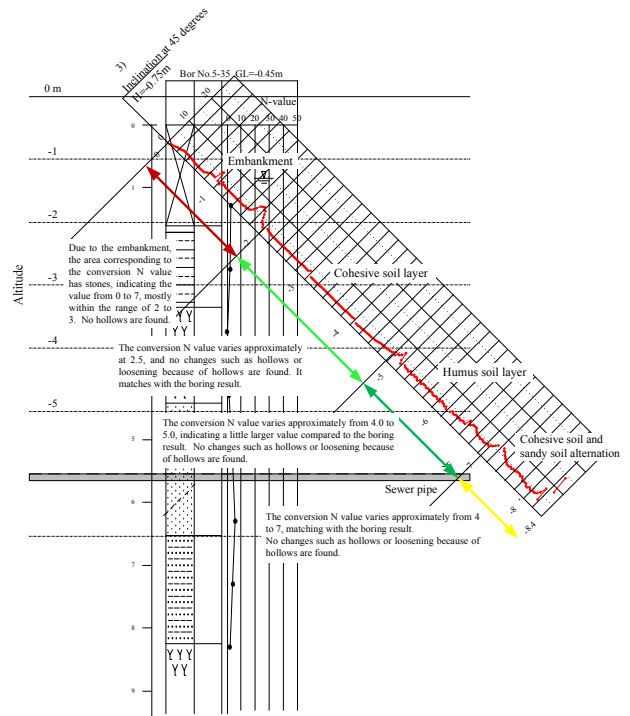 3)
Inclination at 45 degrees
H=-0.75m
Bor No.5-35 GL=-0.45m
N-value
0 m
20
10
0
0 10 20 30 40 50
0
-1
Embankment
0
1
-1
-2
Due to the embankment,
the area corresponding to
the conversion N value
has stones, indicating the
value from 0 to 7, mostly
within the range of 2 to
3. No hollows are found.
Altitude
-3
Cohesive soil layer
-4
-4
The conversion N value varies approximately
at 2.5, and no changes such as hollows or
loosening because of hollows are found. It
matches with the boring result.
Humus soil layer
-5
-5
The conversion N value varies approximately from 4.0 to
5.0, indicating a little larger value compared to the boring
result. No changes such as hollows or loosening because
of hollows are found.
-6
5
Cohesive soil and
sandy soil alternation
Sewer pipe
6
-8
-8.4
The conversion N value varies approximately from 4
to 7, matching with the boring result.
No changes such as hollows or loosening because of
hollows are found.
7
8
9